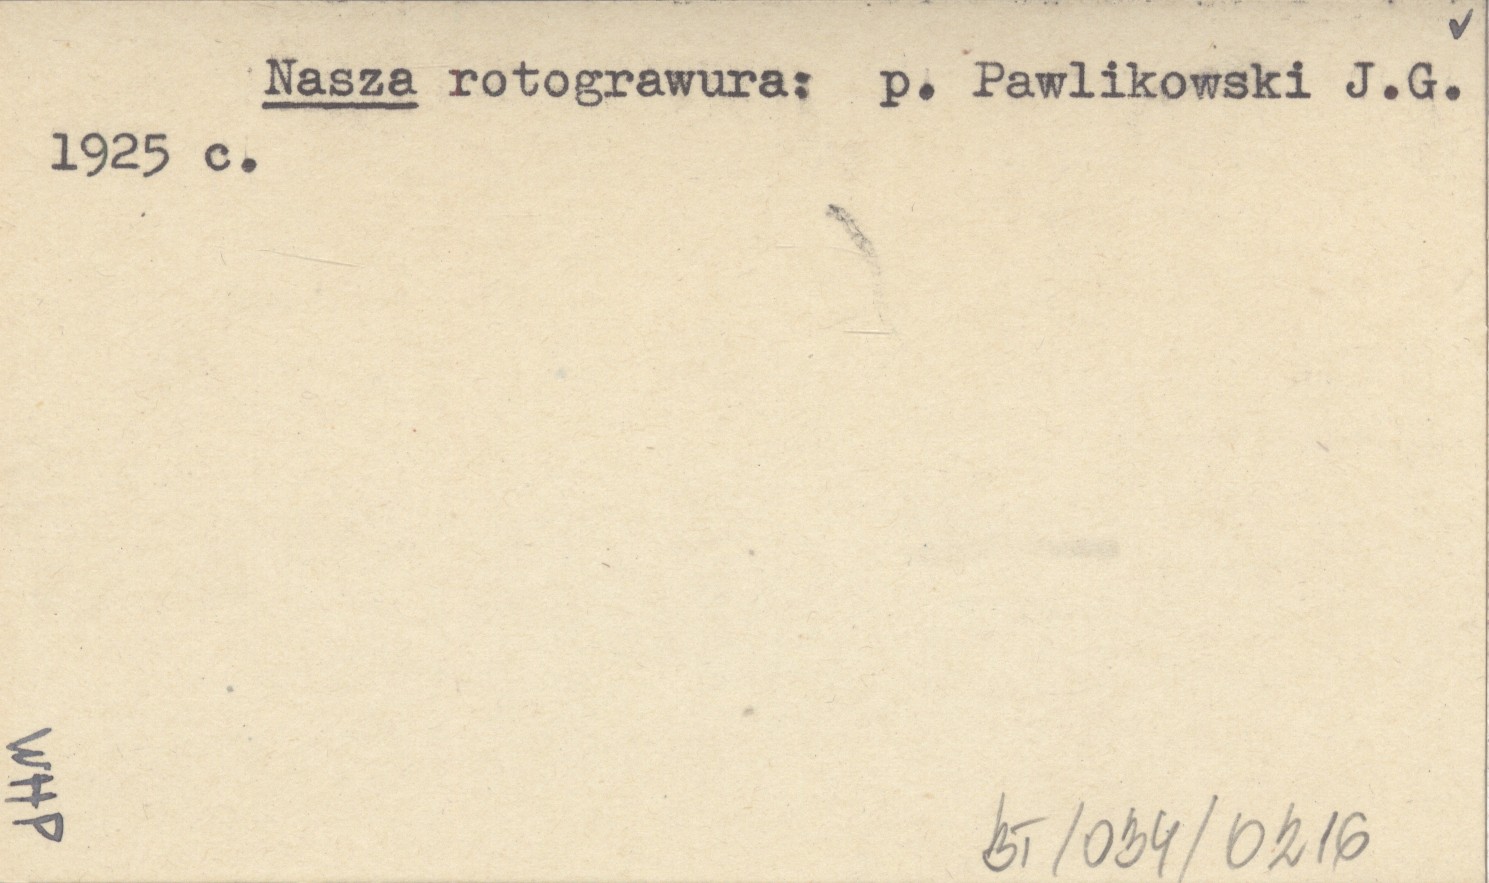 ✓
Nasza rotograwura: p. Pawlikowski J.G.
1925 c.
WHP
BT/034/0216